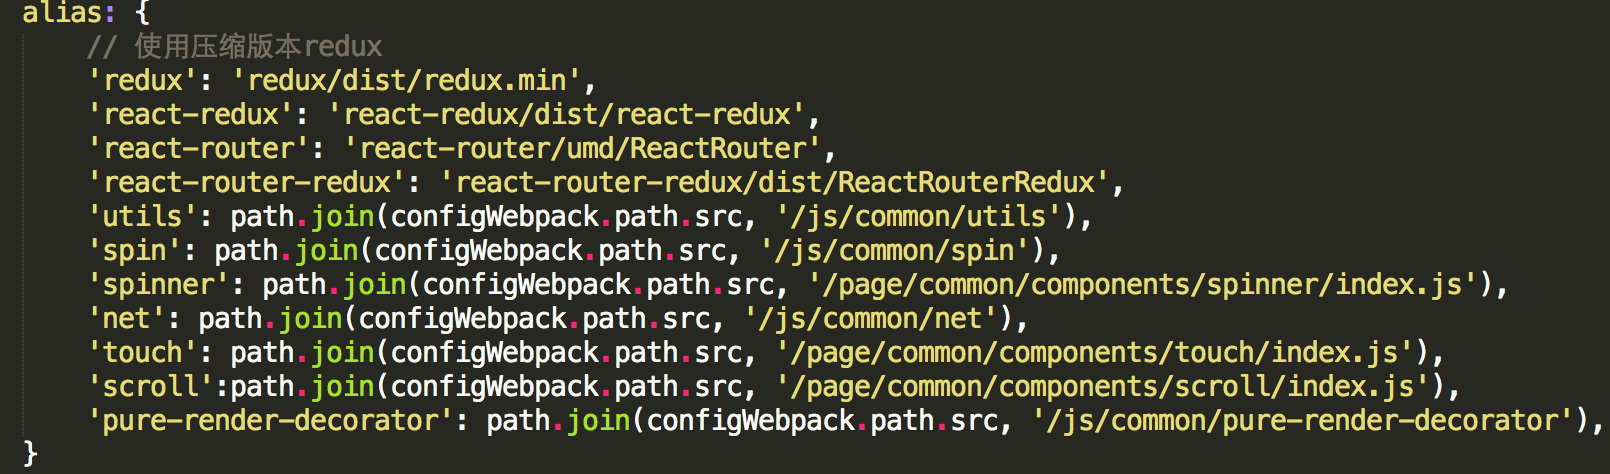 alias: {
// 使用压缩版本redux
'redux': 'redux/dist/redux.min',
'react-redux': 'react-redux/dist/react-redux',
'react-router': 'react-router/umd/ReactRouter',
'react-router-redux': 'react-router-redux/dist/ReactRouterRedux',
'utils': path.join(configWebpack.path.src, '/js/common/utils'),
'spin': path.join(configWebpack.path.src, '/js/common/spin'),
'spinner': path.join(configWebpack.path.src, '/page/common/components/spinner/index.js'),
'net': path.join(configWebpack.path.src, '/js/common/net'),
'touch': path.join(configWebpack.path.src, '/page/common/components/touch/index.js'),
'scroll':path.join(configWebpack.path.src, '/page/common/components/scroll/index.js'),
'pure-render-decorator': path.join(configWebpack.path.src, '/js/common/pure-render-decorator'),
}